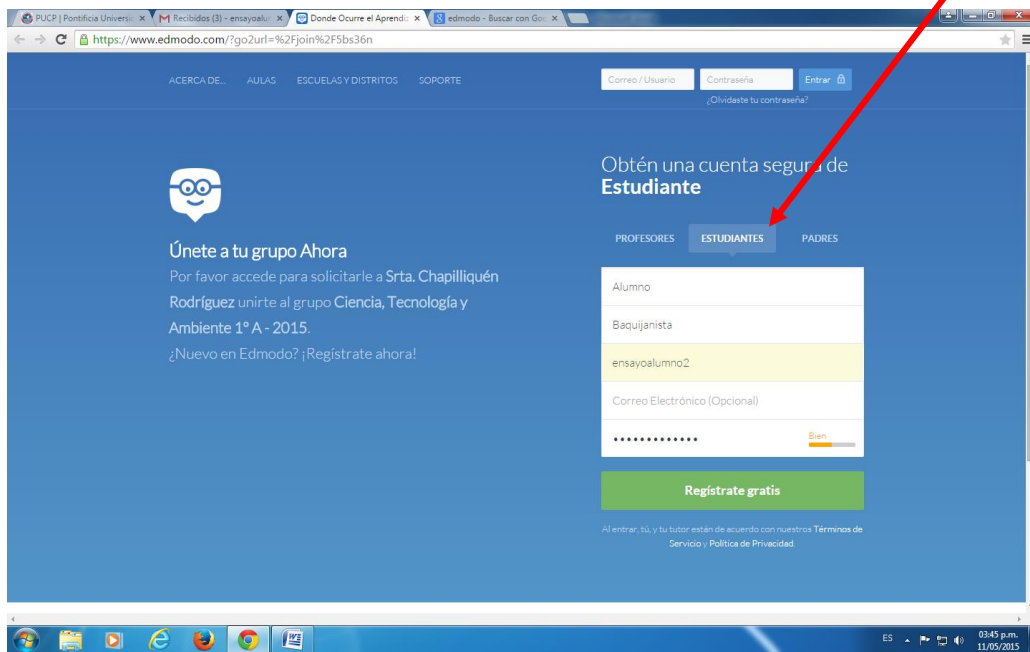 PUCP | Pontificia Universi
Recibidos (3) - ensayoalu
Donde Ocurre el Aprendi
edmodo - Buscar con Goo
https://www.edmodo.com/?go2url=%2Fjoin%2F5bs36n
ACERCA DE... AULAS ESCUELAS Y DISTRITOS SOPORTE
Correo / Usuario Contraseña Entrar
¿Olvidaste tu contraseña?
Obtén una cuenta segura de
Estudiante
PROFESORES ESTUDIANTES PADRES
Únete a tu grupo Ahora
Por favor accede para solicitarle a Srta. Chapilliquén
Rodríguez unirte al grupo Ciencia, Tecnología y
Ambiente 1º A - 2015.
¿Nuevo en Edmodo? ¡Regístrate ahora!
Alumno
Baquijanista
ensayoalumno2
Correo Electrónico (Opcional)
Bien
Regístrate gratis
Al entrar, tú, y tu tutor están de acuerdo con nuestros Términos de
Servicio y Política de Privacidad.
ES
03:45 p.m.
11/05/2015